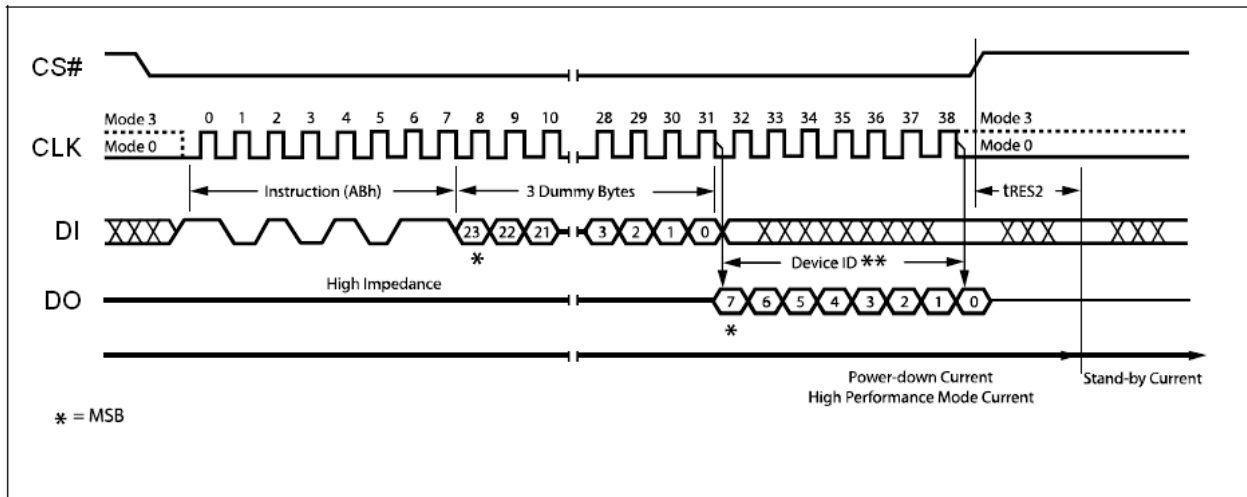 CS#
Mode 3 0 1 2 3 4 5 6 7 8 9 10 28 29 30 31 32 33 34 35 36 37 38 Mode 3
CLK Mode 0 Mode 0
Instruction (ABh) 3 Dummy Bytes tRES2
DI 23 22 21 3 2 1 0
* Device ID **
High Impedance
DO 7 6 5 4 3 2 1 0
*
Power-down Current Stand-by Current
High Performance Mode Current
* = MSB